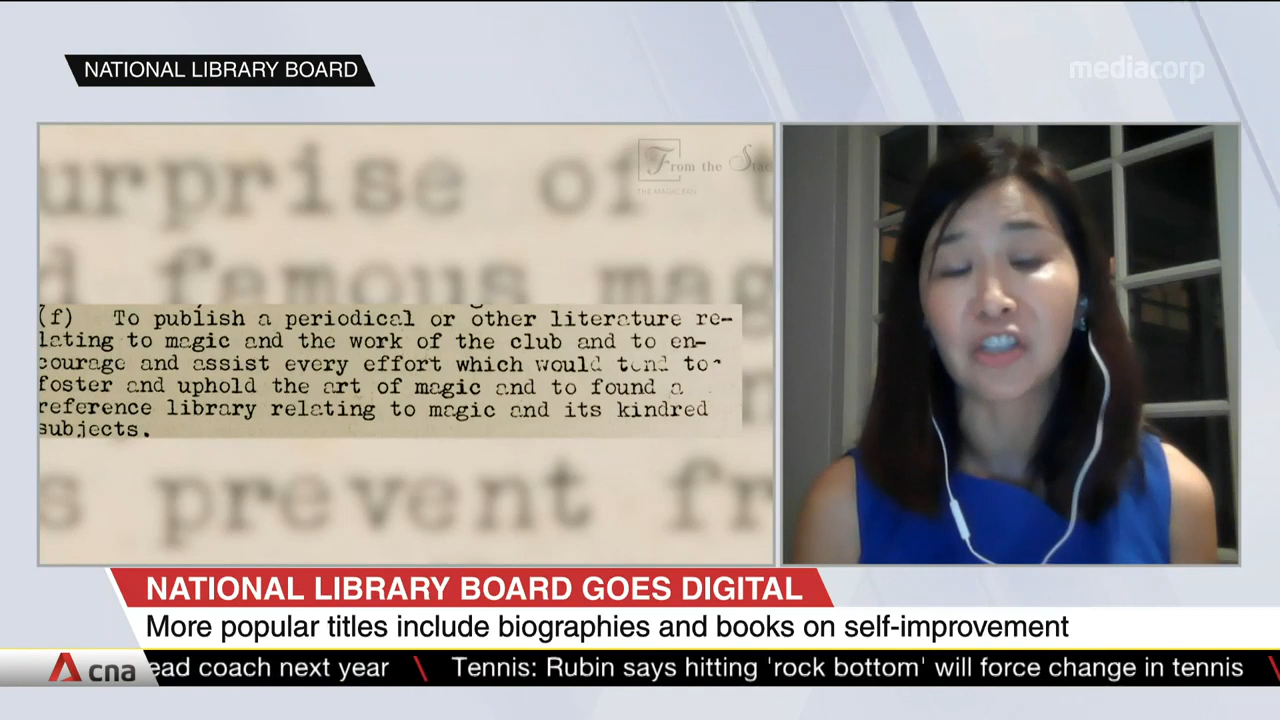 NATIONAL LIBRARY BOARD
mediacorp
From the Stac
THE MAGIC FAN
urprise of t
d famous mag
(f) To publish a periodical or other literature re-
lating to magic and the work of the club and to en-
courage and assist every effort which would tend to
foster and uphold the art of magic and to found a
reference library relating to magic and its kindred
subjects.
s prevent fr
NATIONAL LIBRARY BOARD GOES DIGITAL
More popular titles include biographies and books on self-improvement
cna
ead coach next year \ Tennis: Rubin says hitting 'rock bottom' will force change in tennis